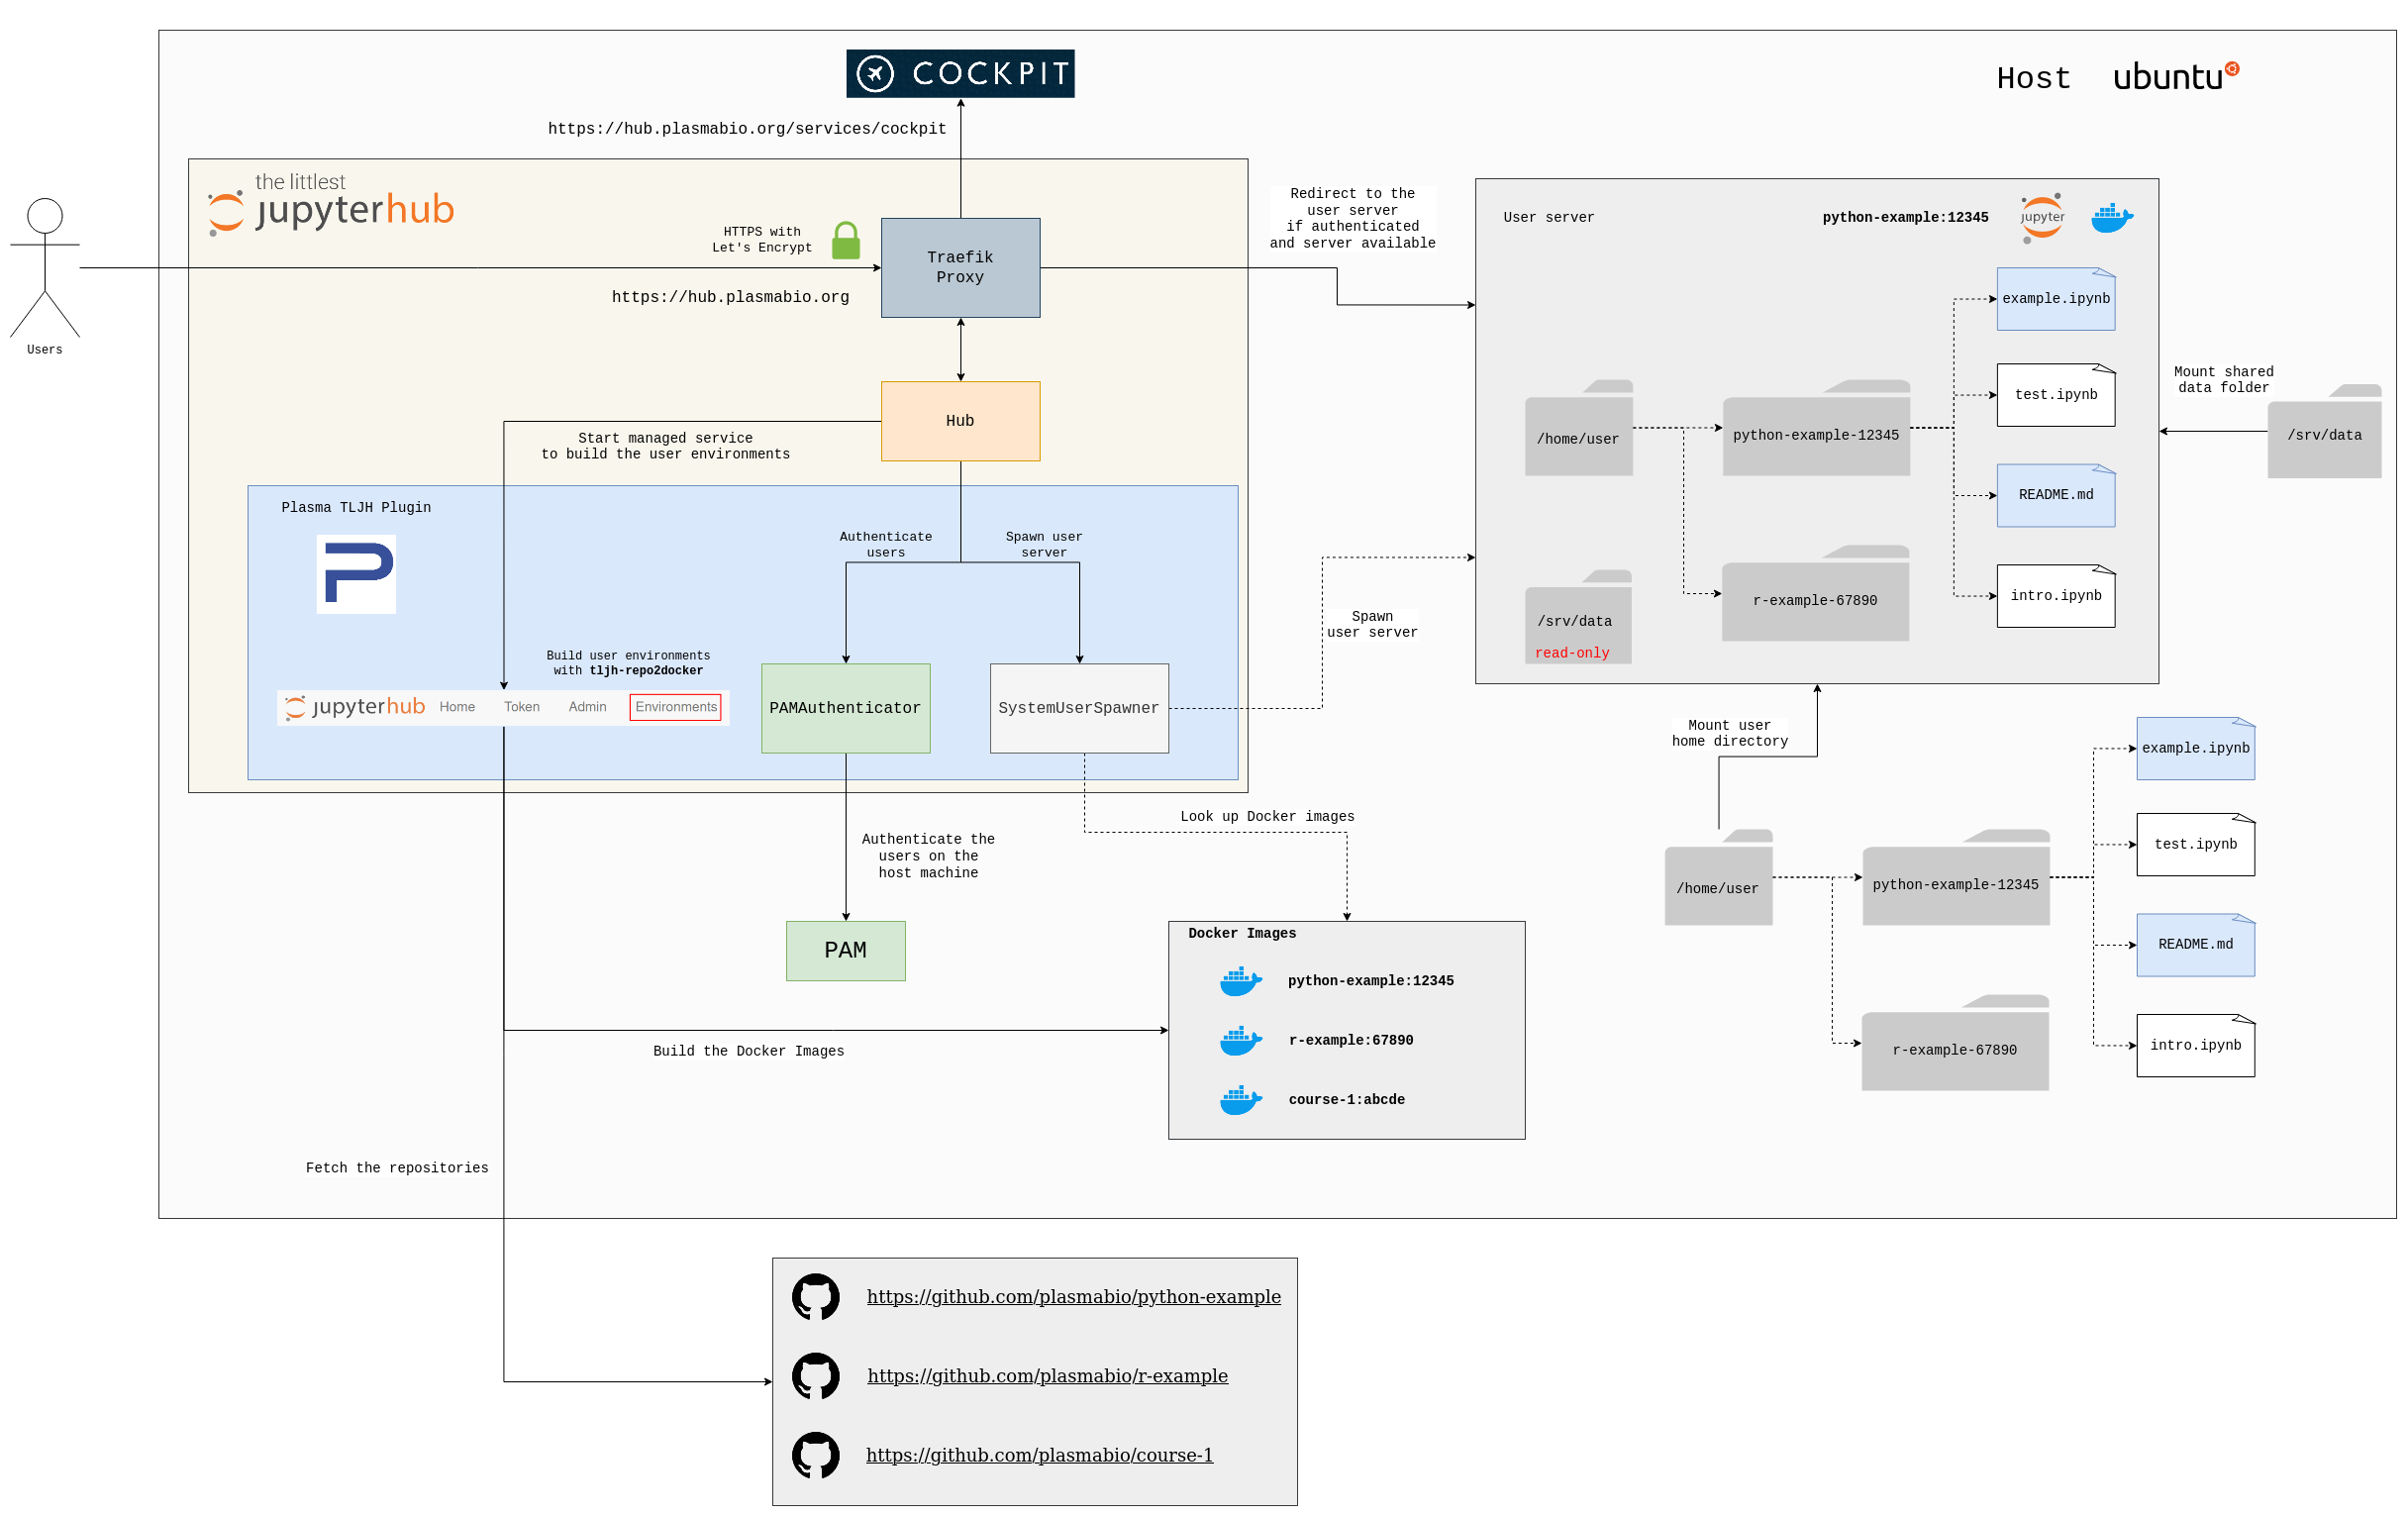 COCKPIT
Host
ubuntu
https://hub.plasmabio.org/services/cockpit
the littlest
jupyterhub
HTTPS with
Let's Encrypt
Traefik
Proxy
https://hub.plasmabio.org
Users
Redirect to the
user server
if authenticated
and server available
User server
python-example:12345
jupyter
example.ipynb
test.ipynb
/home/user
python-example-12345
README.md
r-example-67890
intro.ipynb
/srv/data
read-only
Mount shared
data folder
/srv/data
Hub
Start managed service
to build the user environments
Plasma TLJH Plugin
P
Authenticate
users
Spawn user
server
Spawn
user server
Build user environments
with tljh-repo2docker
jupyterhub Home Token Admin Environments
PAMAuthenticator
SystemUserSpawner
Mount user
home directory
example.ipynb
test.ipynb
/home/user
python-example-12345
README.md
r-example-67890
intro.ipynb
Look up Docker images
Authenticate the
users on the
host machine
PAM
Docker Images
python-example:12345
r-example:67890
course-1:abcde
Build the Docker Images
Fetch the repositories
https://github.com/plasmabio/python-example
https://github.com/plasmabio/r-example
https://github.com/plasmabio/course-1